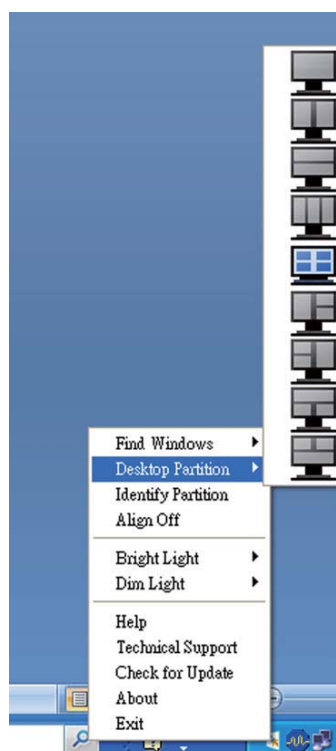 Find Windows
Desktop Partition
Identify Partition
Align Off
Bright Light
Dim Light
Help
Technical Support
Check for Update
About
Exit